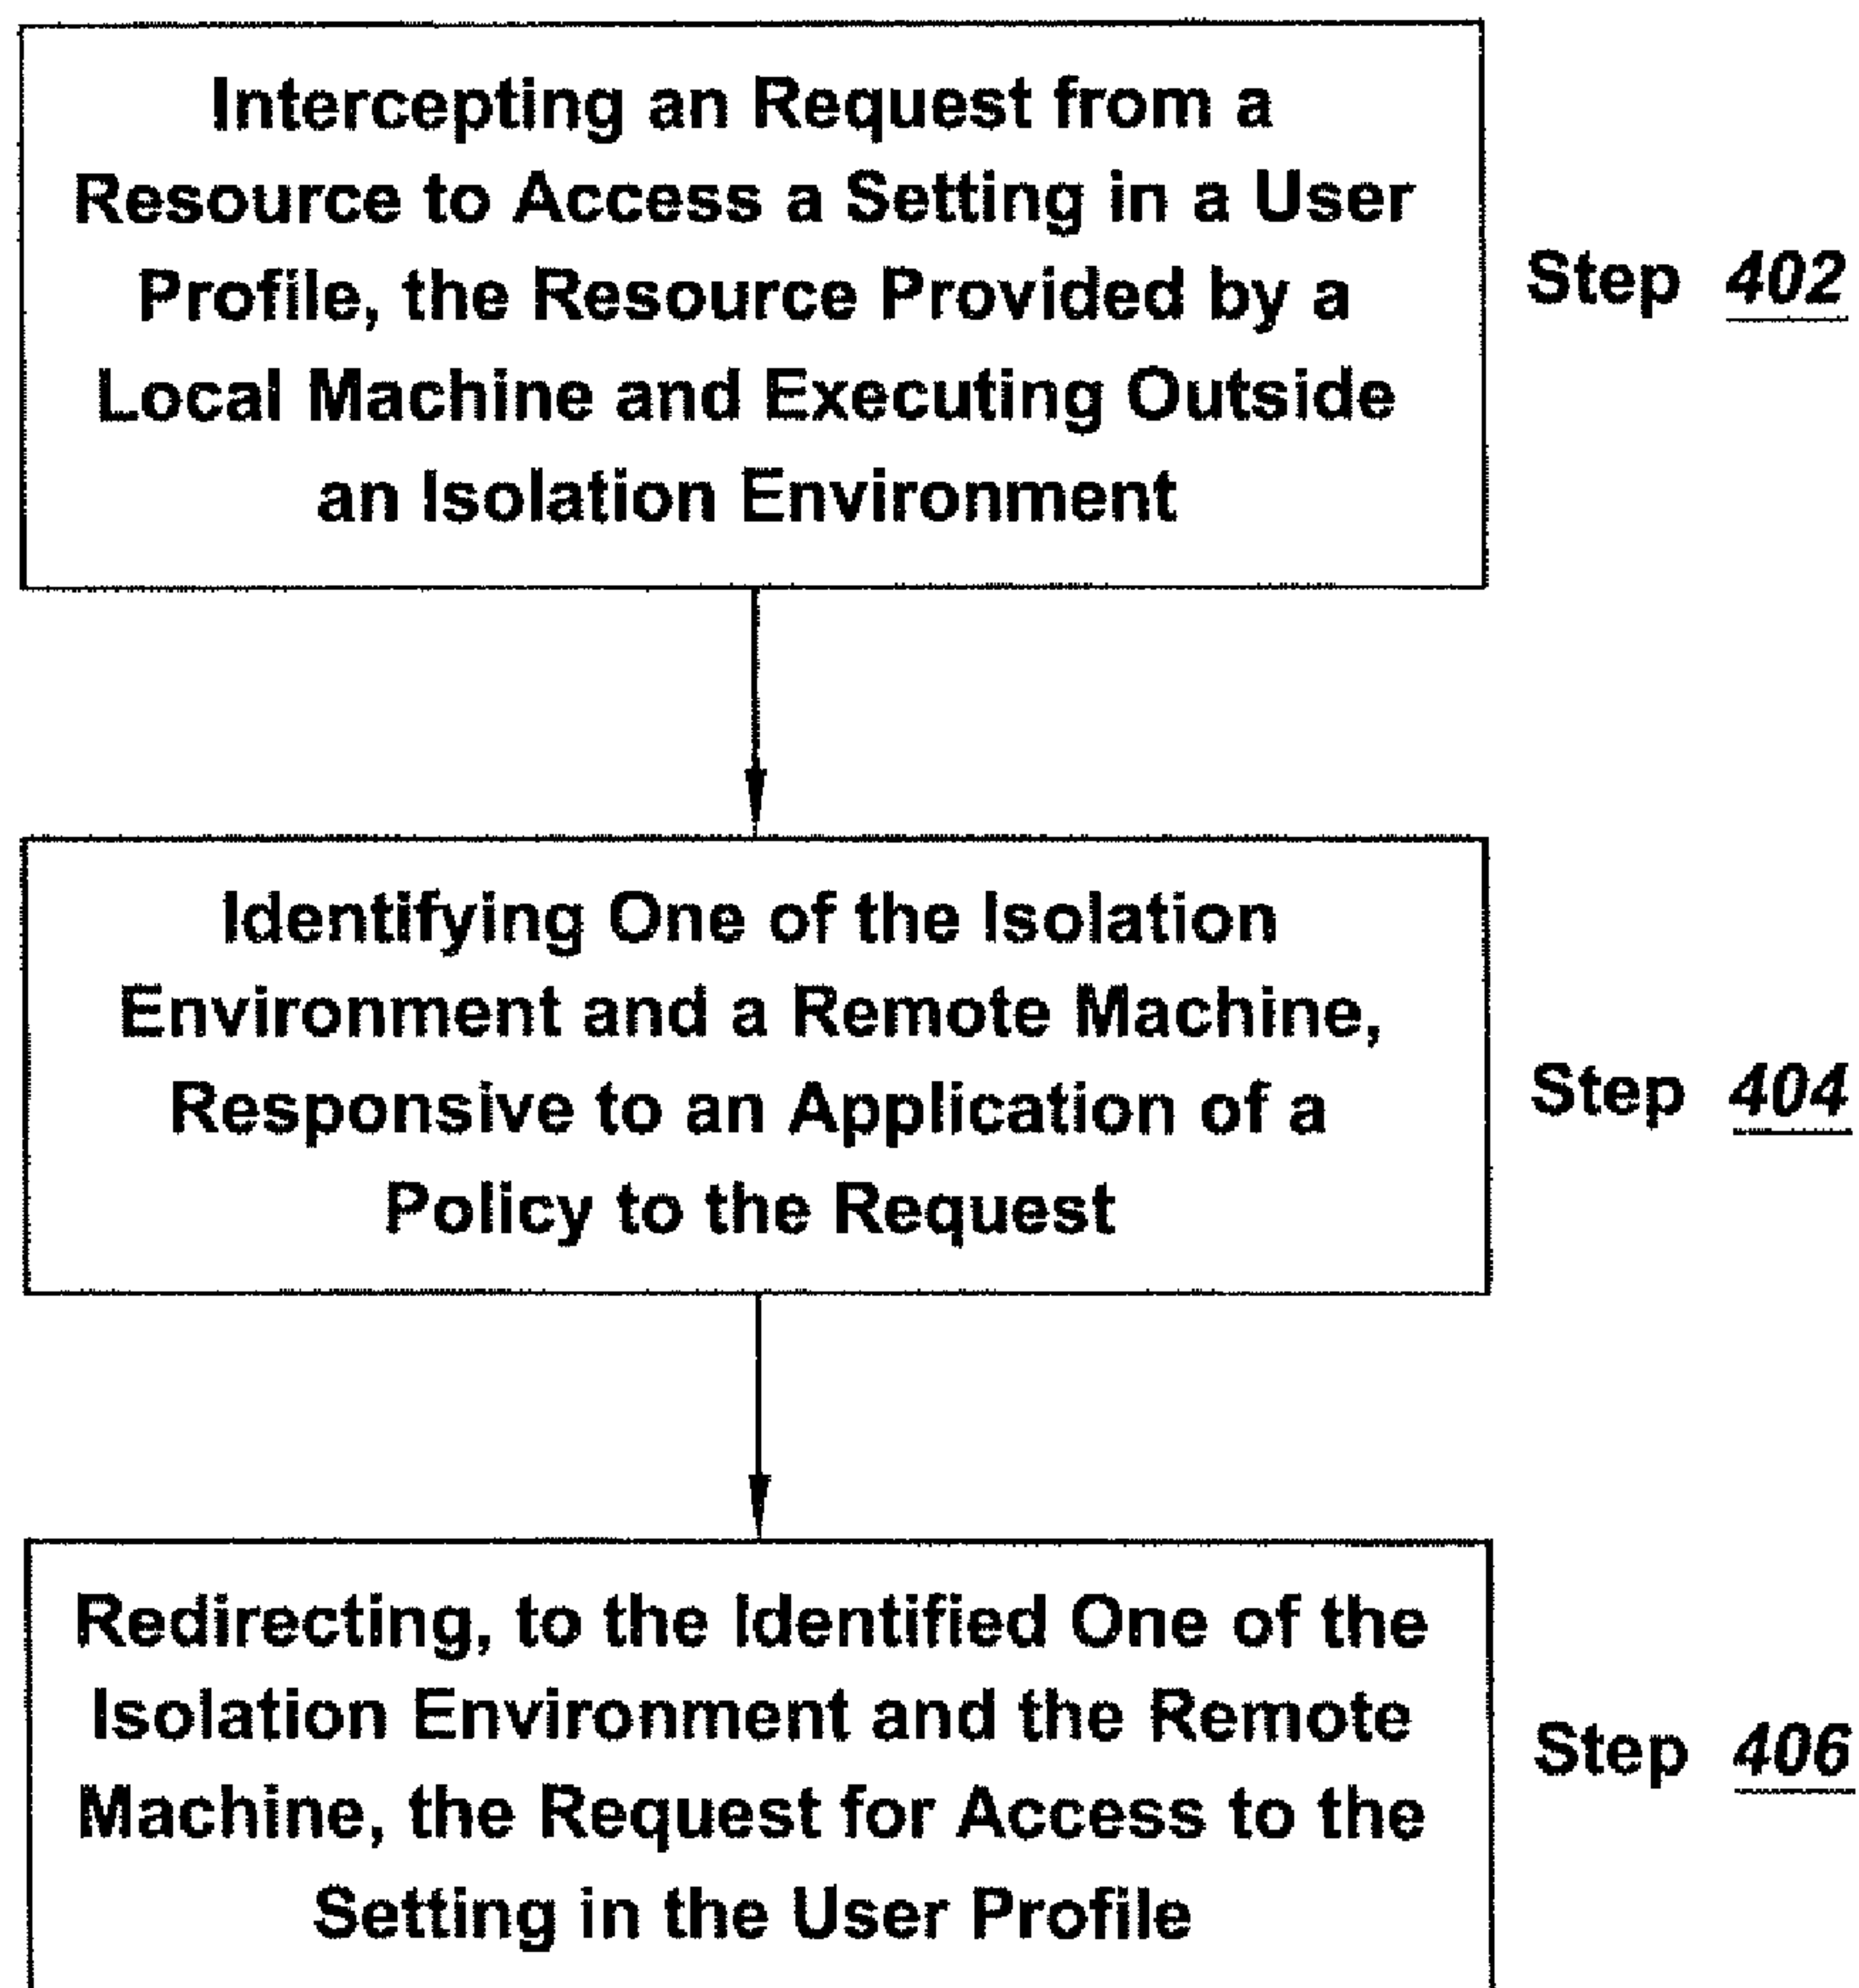 Intercepting an Request from a
Resource to Access a Setting in a User
Profile, the Resource Provided by a
Local Machine and Executing Outside
an Isolation Environment
Step 402
Identifying One of the Isolation
Environment and a Remote Machine,
Responsive to an Application of a
Policy to the Request
Step 404
Redirecting, to the Identified One of the
Isolation Environment and the Remote
Machine, the Request for Access to the
Setting in the User Profile
Step 406